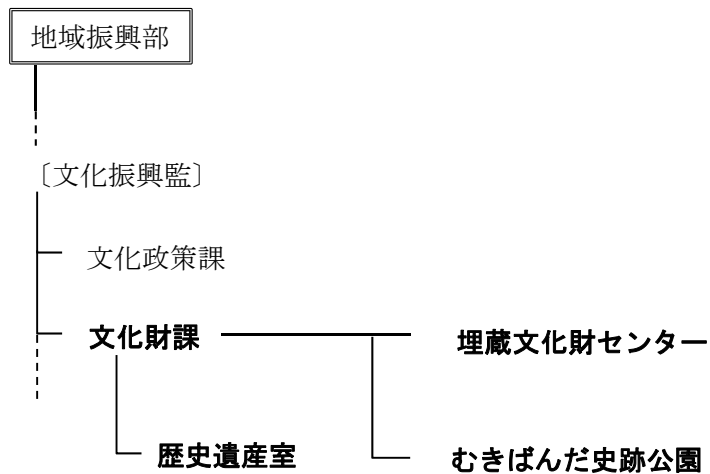 地域振興部
〔文化振興監〕
文化政策課
文化財課
埋蔵文化財センター
歴史遺産室
むきばんだ史跡公園